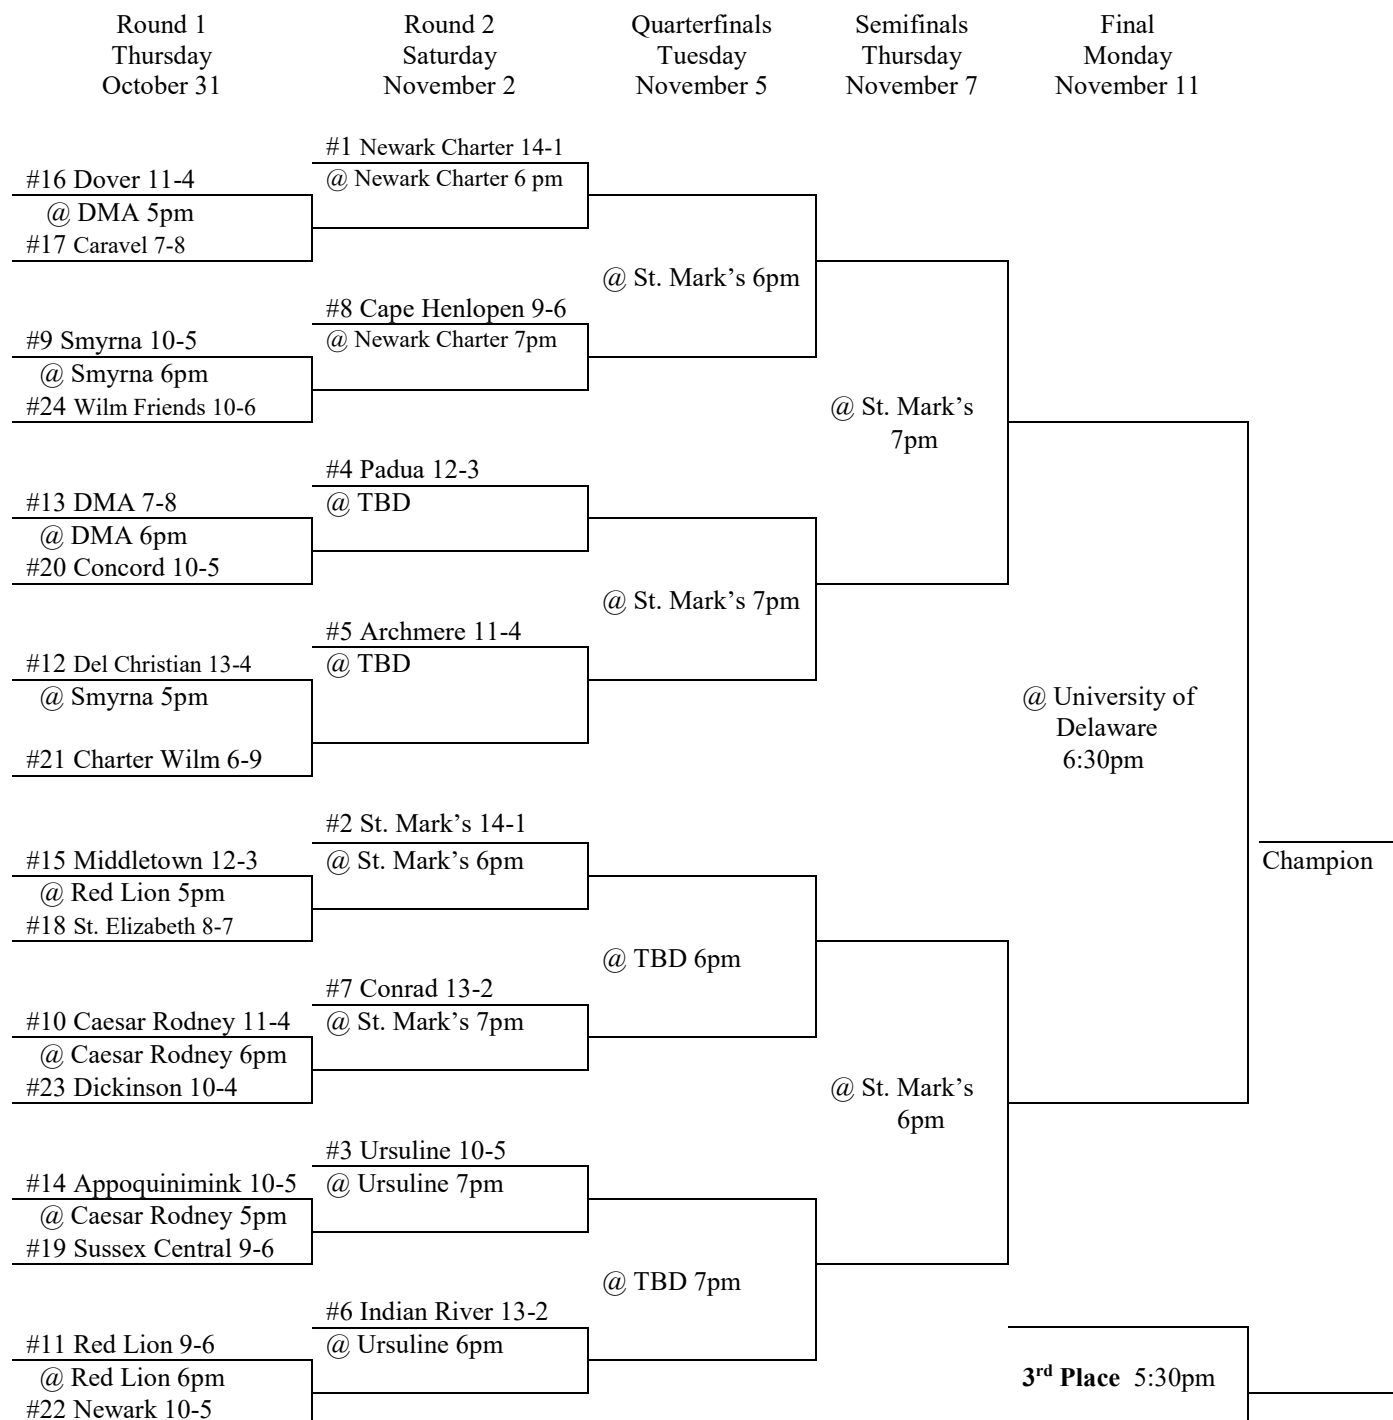 Round 1
Thursday
October 31
Round 2
Saturday
November 2
Quarterfinals
Tuesday
November 5
Semifinals
Thursday
November 7
Final
Monday
November 11
#16 Dover 11-4
@ DMA 5pm
#17 Caravel 7-8
#9 Smyrna 10-5
@ Smyrna 6pm
#24 Wilm Friends 10-6
#13 DMA 7-8
@ DMA 6pm
#20 Concord 10-5
#12 Del Christian 13-4
@ Smyrna 5pm
#21 Charter Wilm 6-9
#15 Middletown 12-3
@ Red Lion 5pm
#18 St. Elizabeth 8-7
#10 Caesar Rodney 11-4
@ Caesar Rodney 6pm
#23 Dickinson 10-4
#14 Appoquinimink 10-5
@ Caesar Rodney 5pm
#19 Sussex Central 9-6
#11 Red Lion 9-6
@ Red Lion 6pm
#22 Newark 10-5
#1 Newark Charter 14-1
@ Newark Charter 6 pm
#8 Cape Henlopen 9-6
@ Newark Charter 7pm
#4 Padua 12-3
@ TBD
#5 Archmere 11-4
@ TBD
#2 St. Mark’s 14-1
@ St. Mark’s 6pm
#7 Conrad 13-2
@ St. Mark’s 7pm
#3 Ursuline 10-5
@ Ursuline 7pm
#6 Indian River 13-2
@ Ursuline 6pm
@ St. Mark’s 6pm
@ St. Mark’s 7pm
@ TBD 6pm
@ TBD 7pm
@ St. Mark’s
7pm
@ St. Mark’s
6pm
@ University of
Delaware
6:30pm
Champion
3rd Place 5:30pm